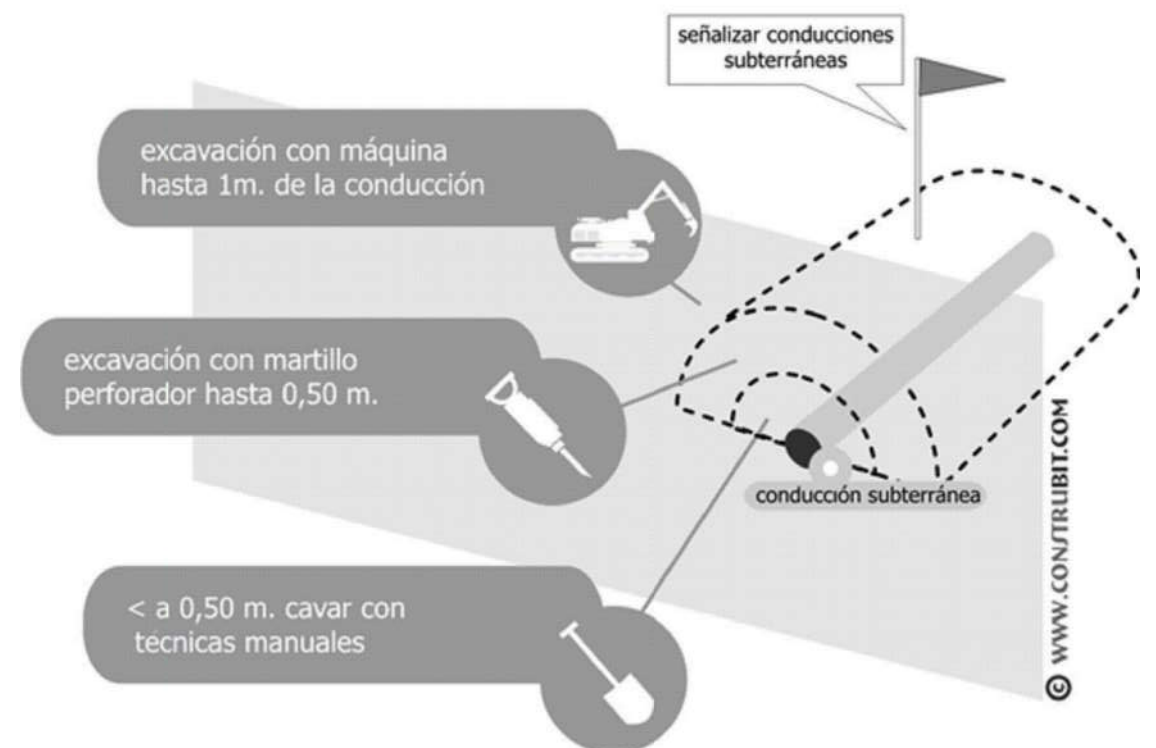 señalizar conducciones
subterráneas
excavación con máquina
hasta 1m. de la conducción
excavación con martillo
perforador hasta 0,50 m.
conducción subterránea
< a 0,50 m. cavar con
técnicas manuales
© WWW.CONSTRUBIT.COM